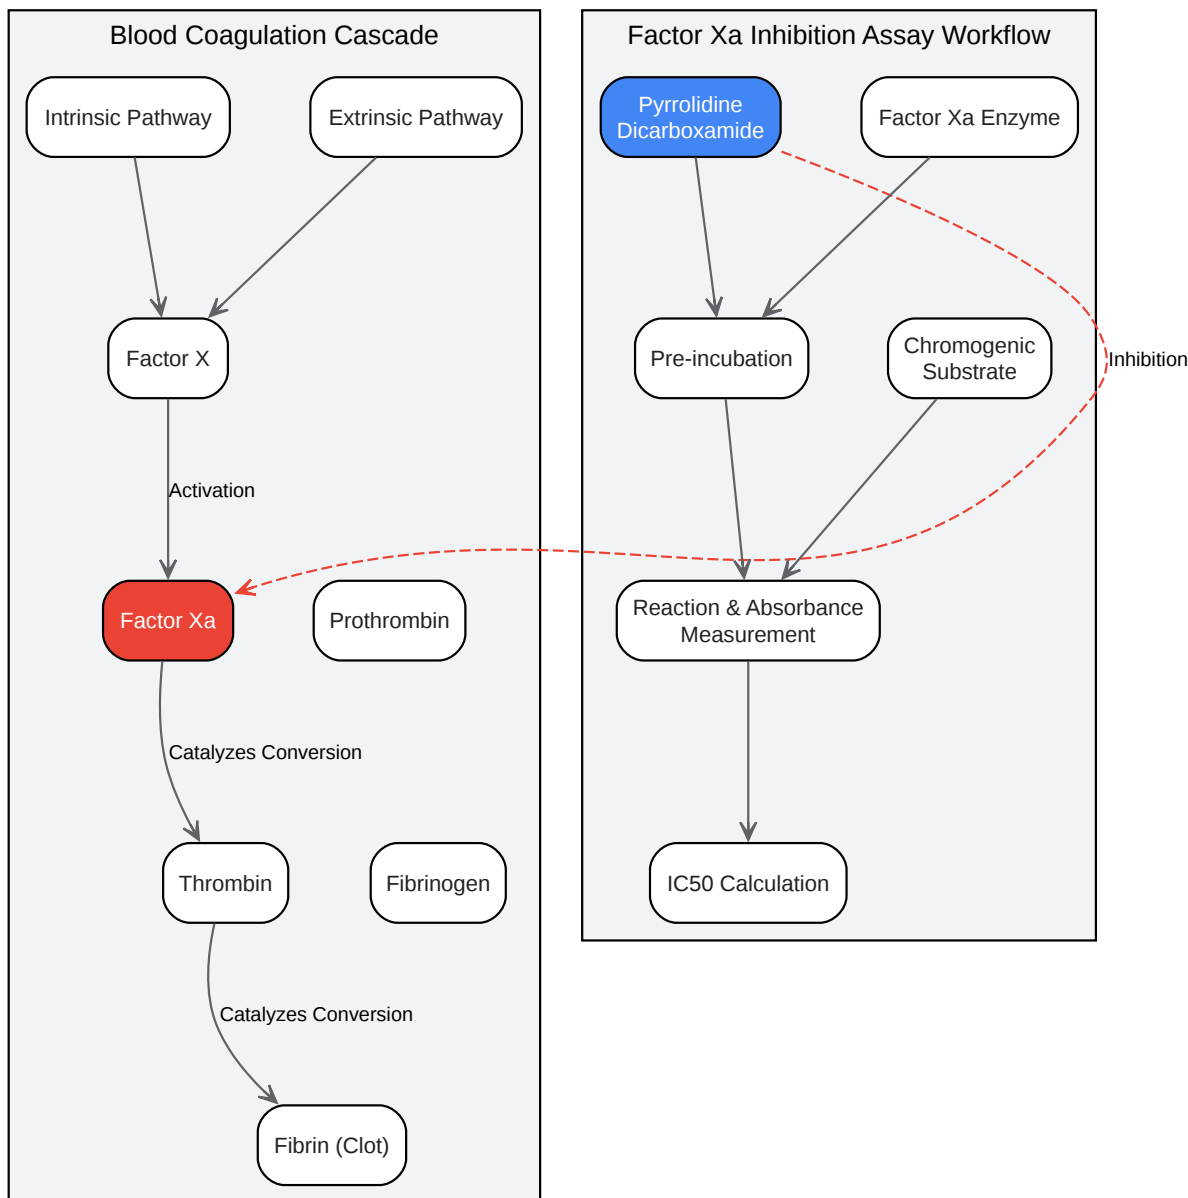 Blood Coagulation Cascade
Intrinsic Pathway
Extrinsic Pathway
Factor X
Activation
Factor Xa
Prothrombin
Catalyzes Conversion
Thrombin
Fibrinogen
Catalyzes Conversion
Fibrin (Clot)
Factor Xa Inhibition Assay Workflow
Pyrrolidine
Dicarboxamide
Factor Xa Enzyme
Pre-incubation
Chromogenic
Substrate
Inhibition
Reaction & Absorbance
Measurement
IC50 Calculation